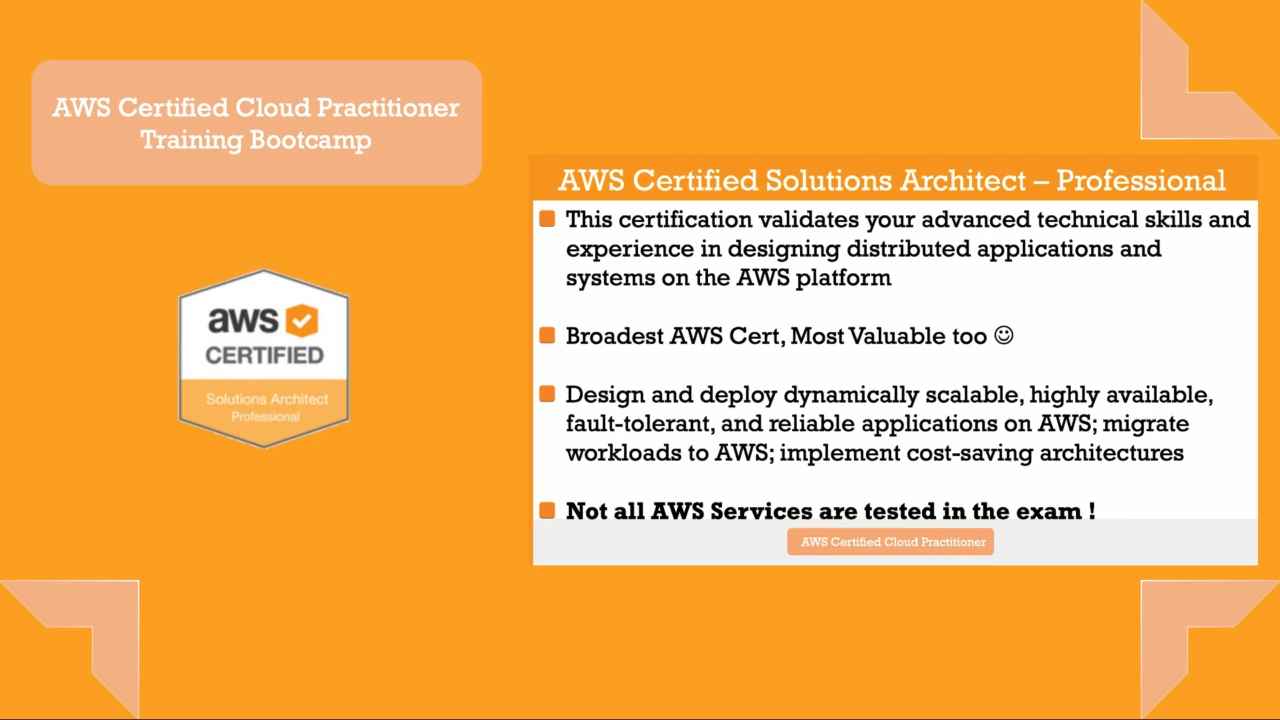 AWS Certified Cloud Practitioner
Training Bootcamp
aws
CERTIFIED
Solutions Architect
Professional
AWS Certified Solutions Architect – Professional
This certification validates your advanced technical skills and
experience in designing distributed applications and
systems on the AWS platform
Broadest AWS Cert, Most Valuable too ☺
Design and deploy dynamically scalable, highly available,
fault-tolerant, and reliable applications on AWS; migrate
workloads to AWS; implement cost-saving architectures
Not all AWS Services are tested in the exam !
AWS Certified Cloud Practitioner